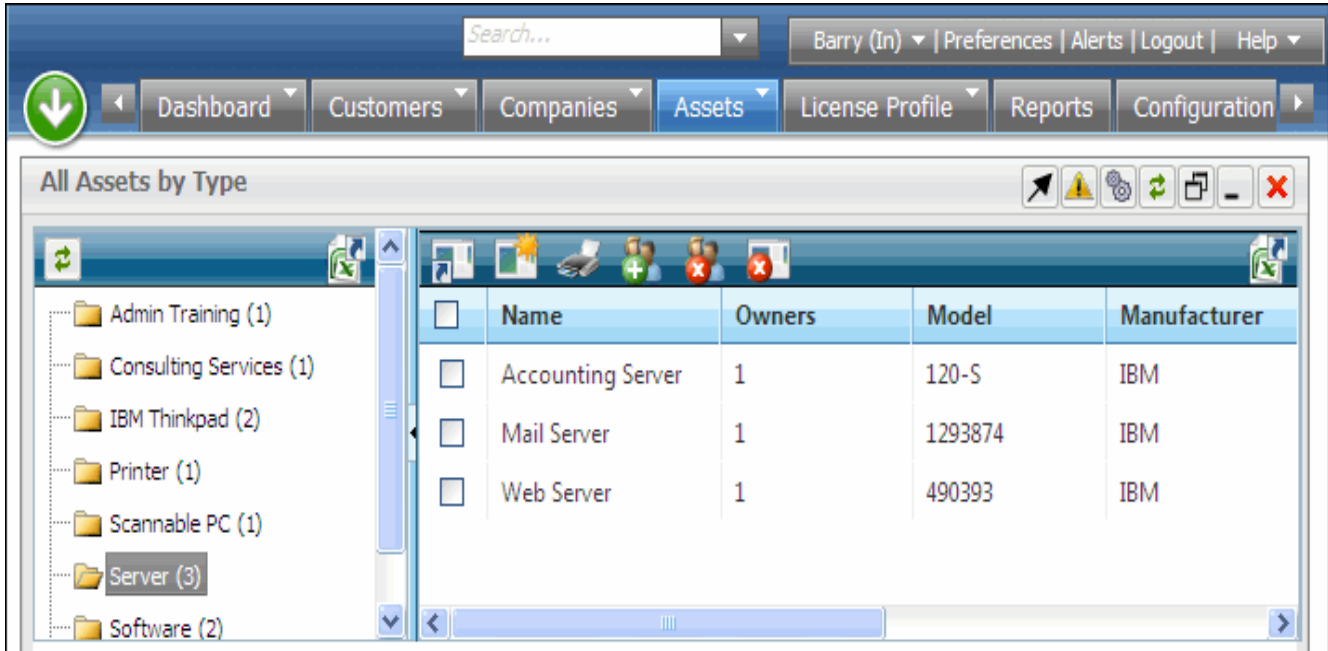 Search...
Barry (In) | Preferences | Alerts | Logout | Help
Dashboard Customers Companies Assets License Profile Reports Configuration
All Assets by Type
Admin Training (1)
Consulting Services (1)
IBM Thinkpad (2)
Printer (1)
Scannable PC (1)
Server (3)
Software (2)
Name Owners Model Manufacturer
Accounting Server 1 120-S IBM
Mail Server 1 1293874 IBM
Web Server 1 490393 IBM